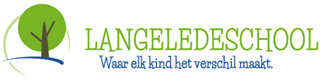 LANGELEDESCHOOL
Waar elk kind het verschil maakt.